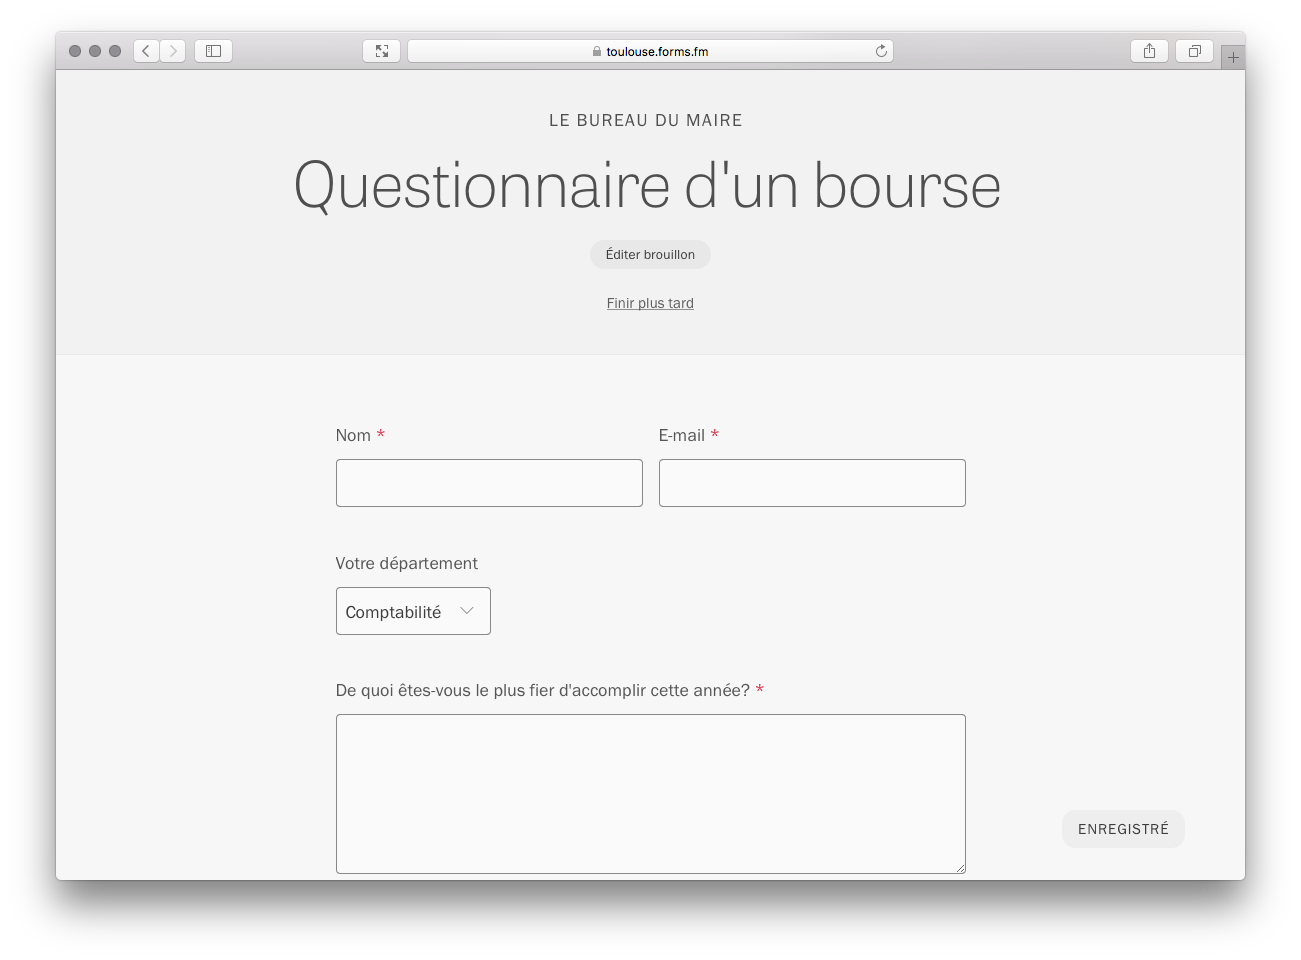 toulouse.forms.fm
LE BUREAU DU MAIRE
Questionnaire d'un bourse
Éditer brouillon
Finir plus tard
Nom *
E-mail *
Votre département
Comptabilité
De quoi êtes-vous le plus fier d'accomplir cette année? *
ENREGISTRÉ